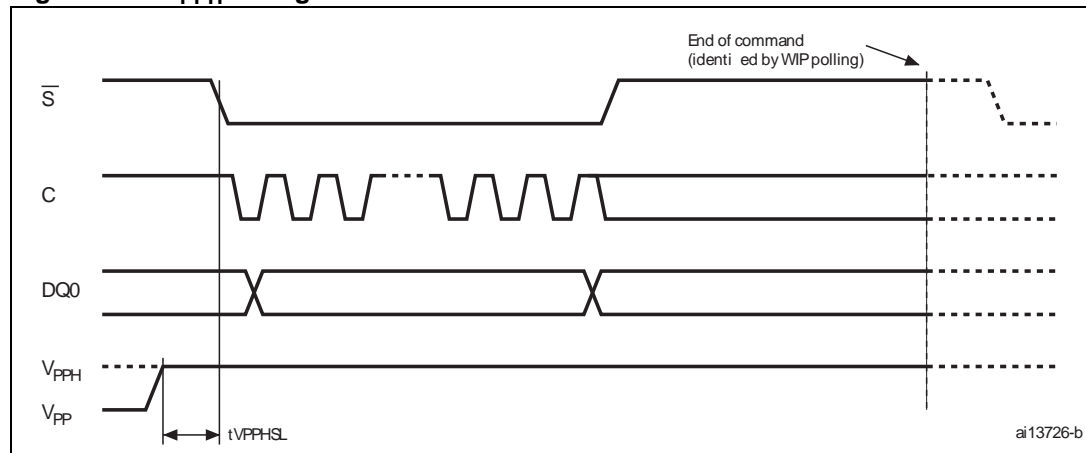 End of command
(identi ed by WIP polling)
S
C
DQ0
VPPH
VPP
tVPPHSL
ai13726-b